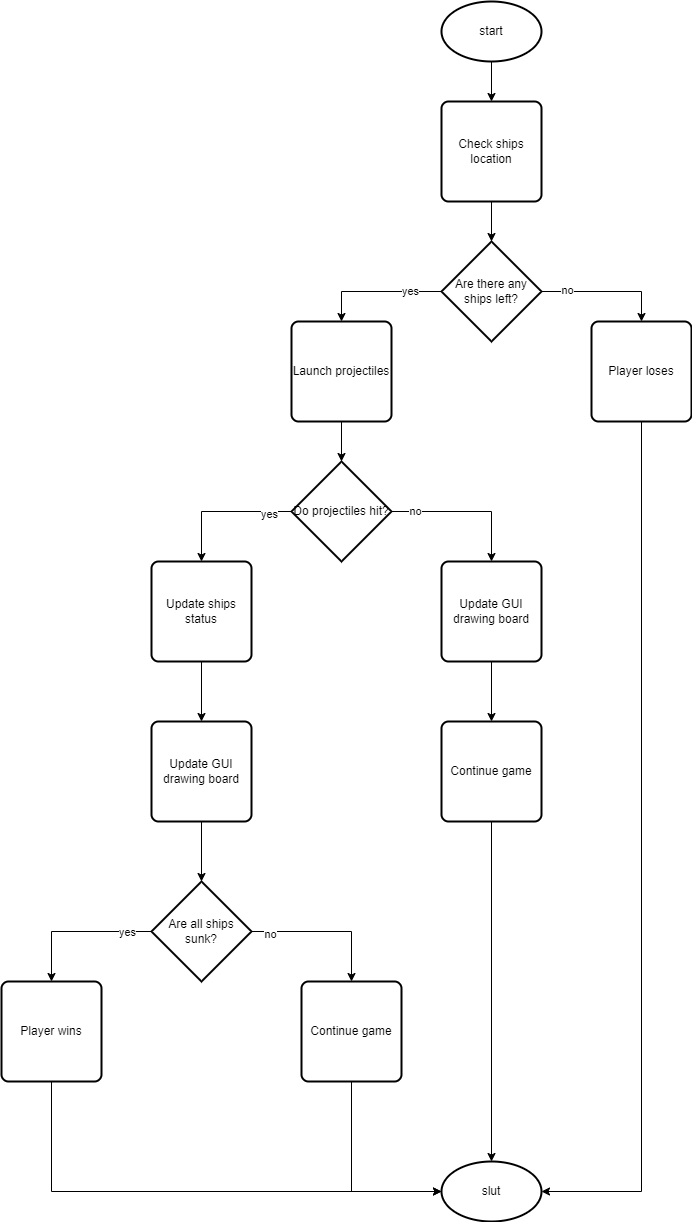 start
Check ships
location
Are there any
ships left?
yes
no
Launch projectiles
Player loses
Do projectiles hit?
yes
no
Update ships
status
Update GUI
drawing board
Update GUI
drawing board
Continue game
Are all ships
sunk?
yes
no
Player wins
Continue game
slut